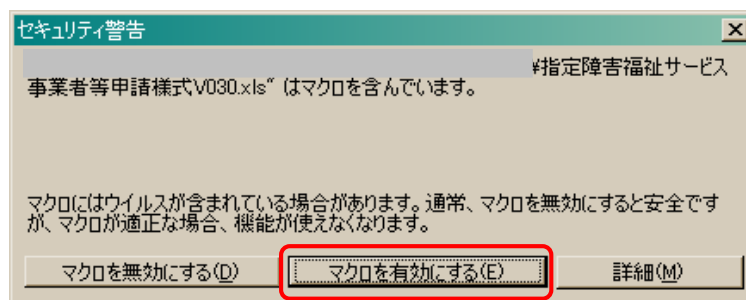 セキュリティ警告
¥指定障害福祉サービス
事業者等申請様式V030.xls" はマクロを含んでいます。
マクロにはウイルスが含まれている場合があります。通常、マクロを無効にすると安全です
が、マクロが適正な場合、機能が使えなくなります。
マクロを無効にする(D) マクロを有効にする(E) 詳細(M)